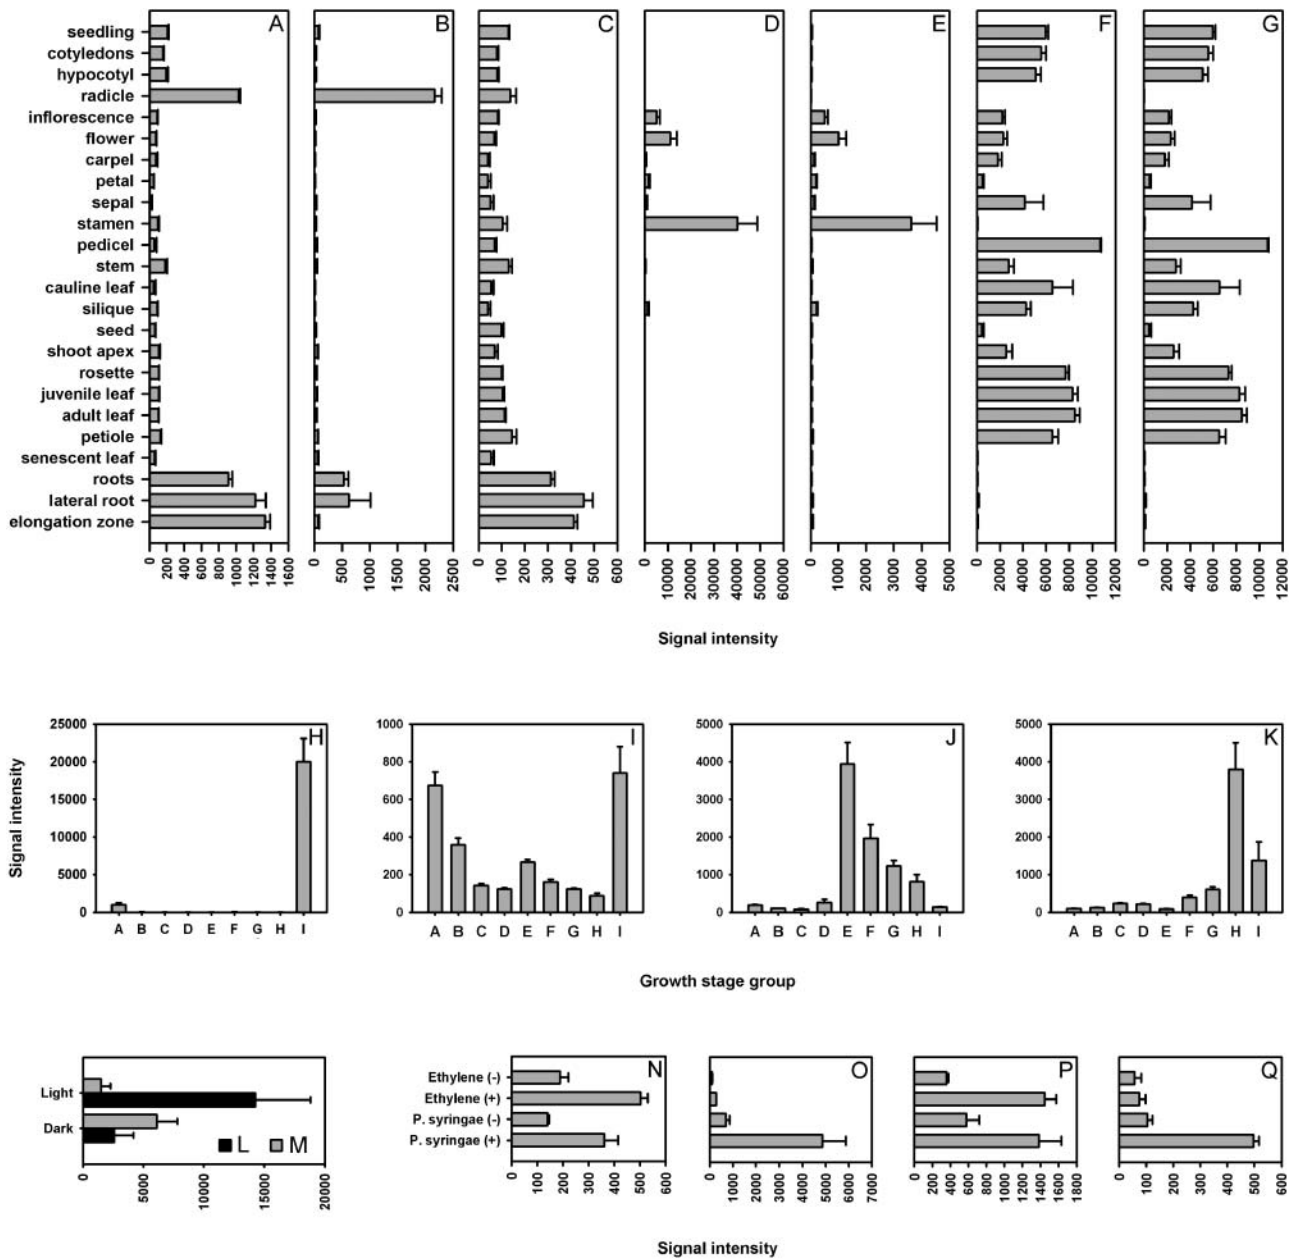 A B C D E F G
seedling
cotyledons
hypocotyl
radicle
inflorescence
flower
carpel
petal
sepal
stamen
pedicel
stem
cauline leaf
silique
seed
shoot apex
rosette
juvenile leaf
adult leaf
petiole
senescent leaf
roots
lateral root
elongation zone
0 200 400 600 800 1000 1200 1400 1600
0 500 1000 1500 2000 2500
0 100 200 300 400 500 600
0 10000 20000 30000 40000 50000 60000
0 1000 2000 3000 4000 5000
0 2000 4000 6000 8000 10000 12000
0 2000 4000 6000 8000 10000 12000
Signal intensity
Signal intensity
H
25000
20000
15000
10000
5000
0
A B C D E F G H I
I
1000
800
600
400
200
0
A B C D E F G H I
J
5000
4000
3000
2000
1000
0
A B C D E F G H I
K
5000
4000
3000
2000
1000
0
A B C D E F G H I
Growth stage group
Light
Dark
L M
0 5000 10000 15000 20000
N O P Q
Ethylene (-)
Ethylene (+)
P. syringae (-)
P. syringae (+)
0 100 200 300 400 500 600
0 1000 2000 3000 4000 5000 6000 7000
0 200 400 600 800 1000 1200 1400 1600 1800
0 100 200 300 400 500 600
Signal intensity